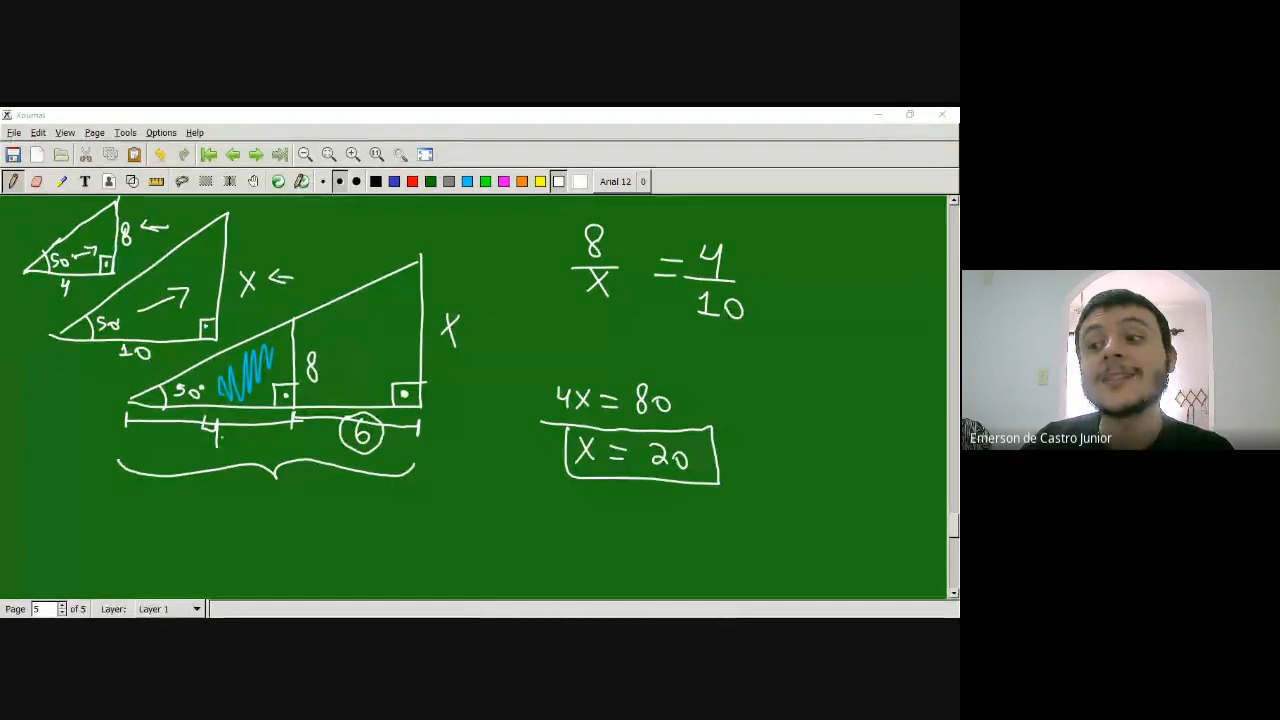 Xournal
File Edit View Page Tools Options Help
T Arial 12 0
8 ←
50
4
x ←
50
10
50°
8
x
4
6
8/x = 4/10
4x = 80
x = 20
Page 5 of 5 Layer: Layer 1
Emerson de Castro Junior